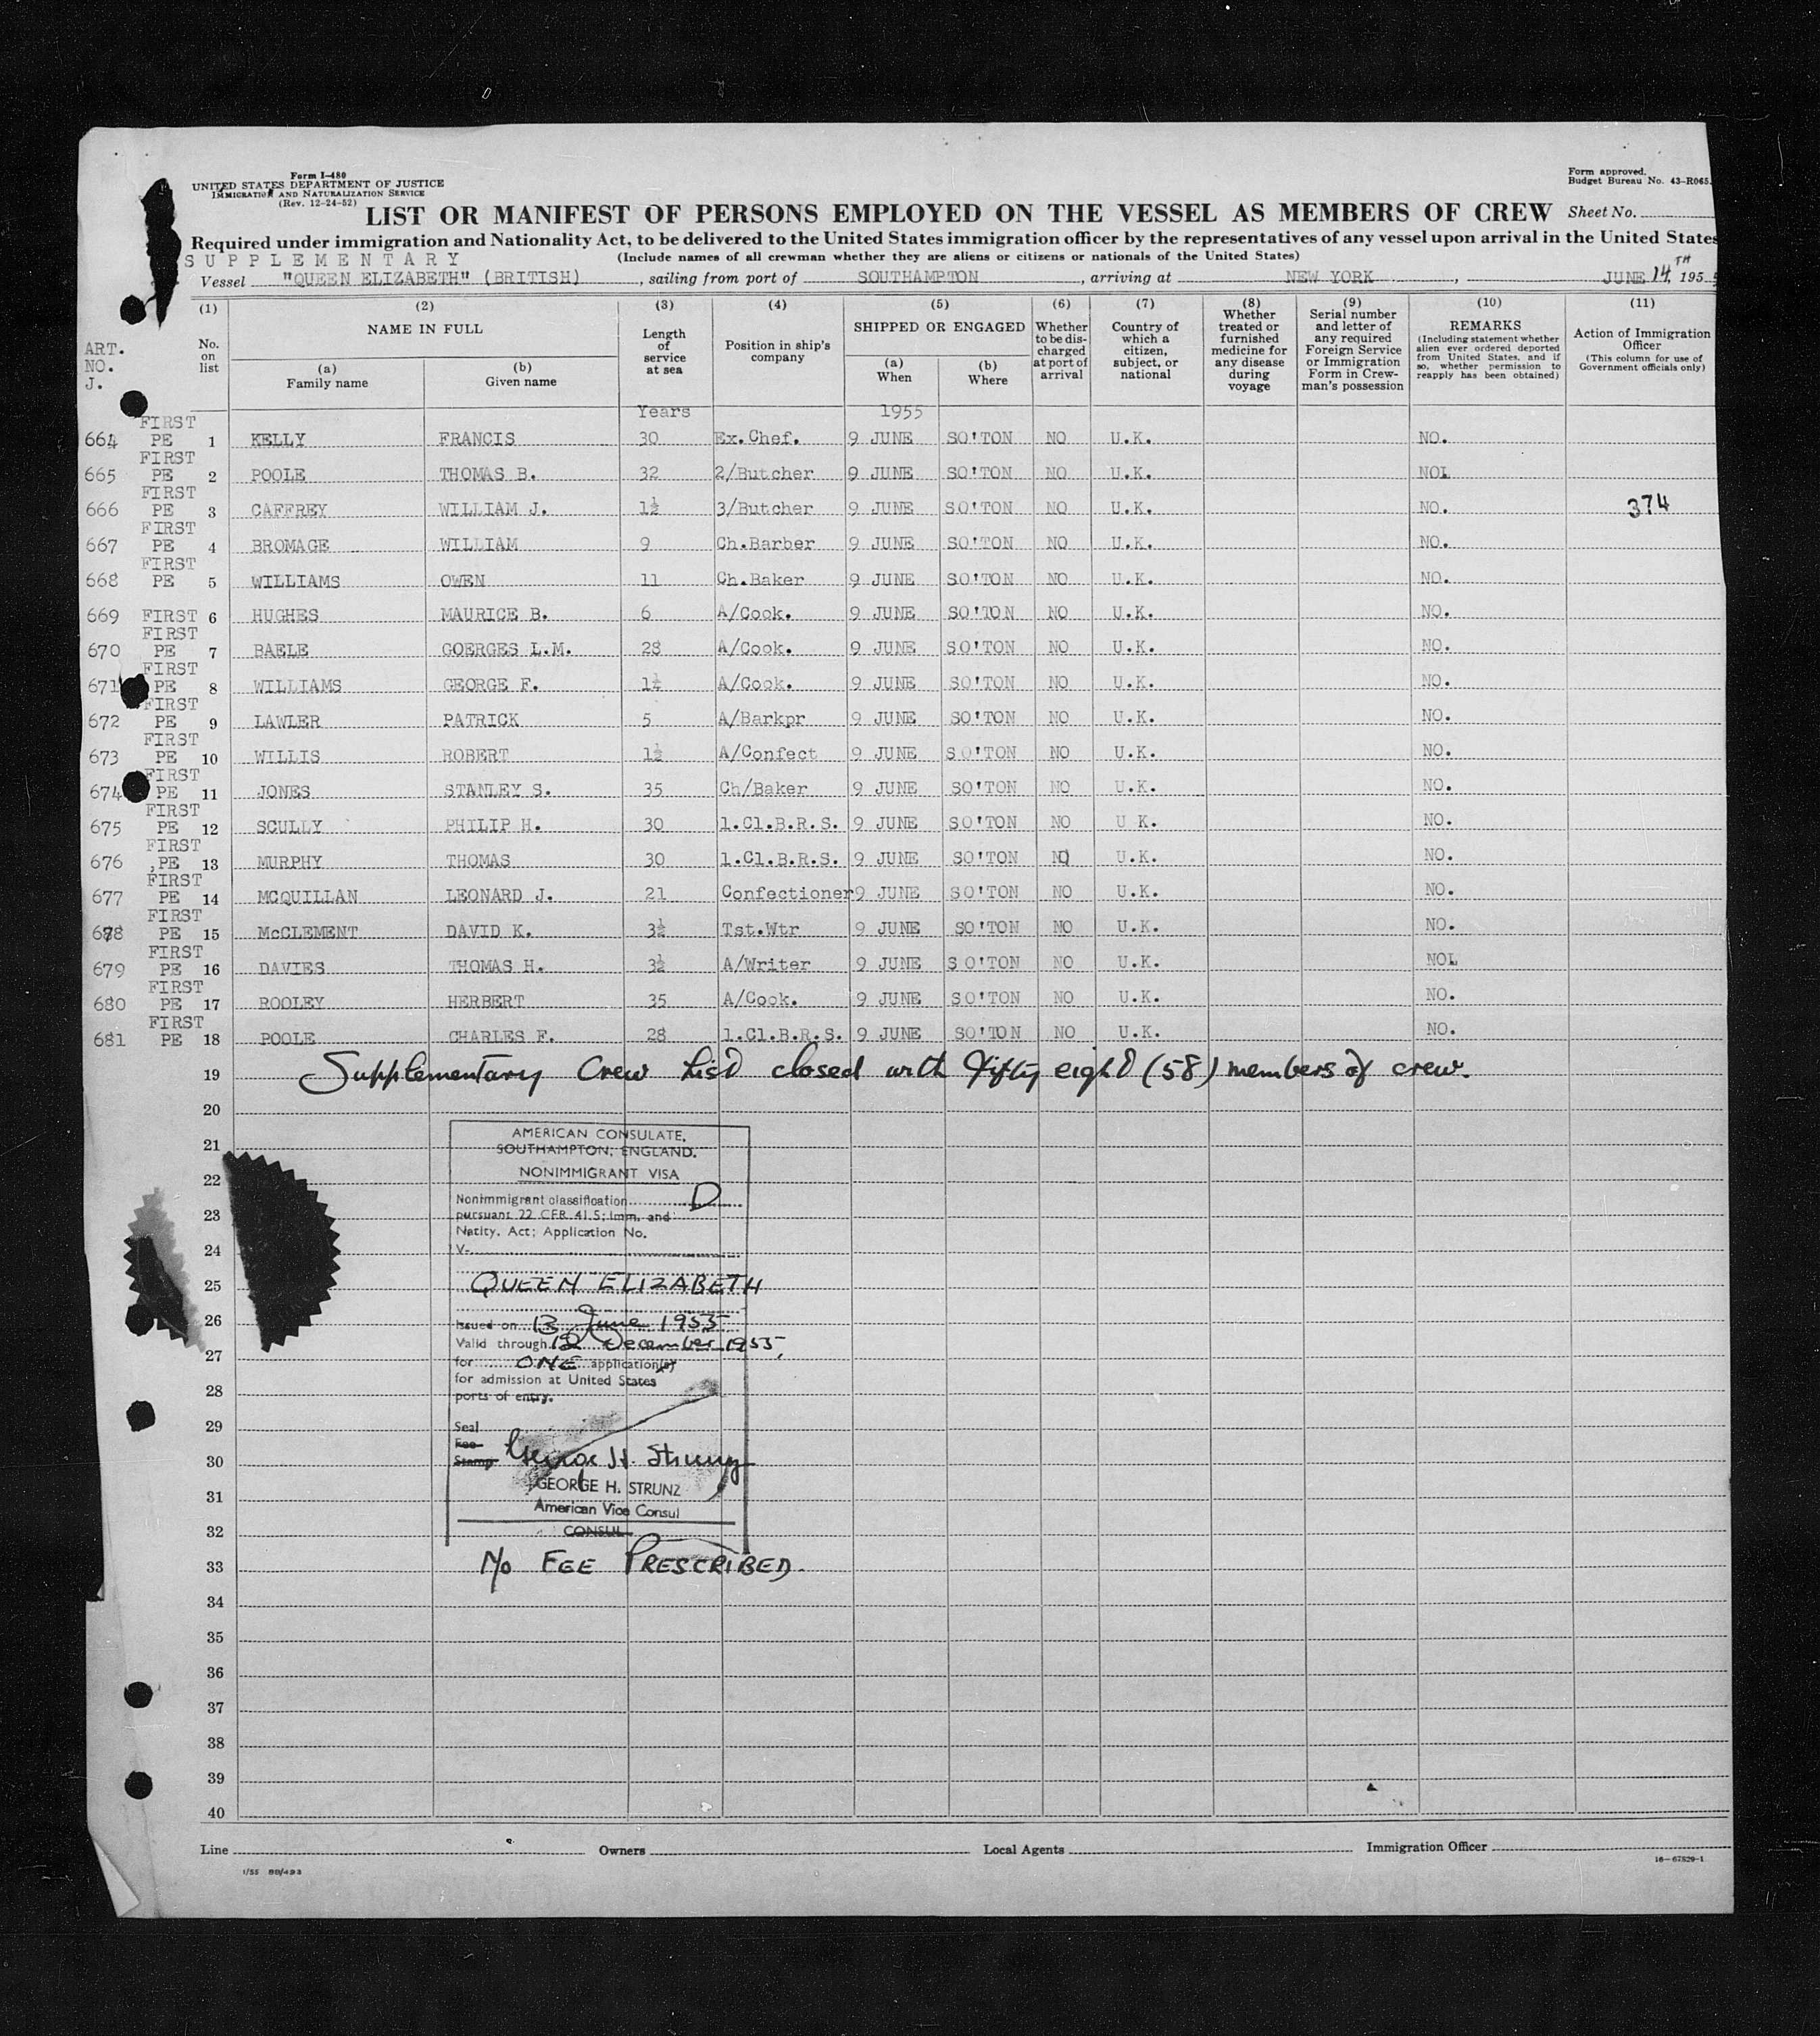 Form I-480
UNITED STATES DEPARTMENT OF JUSTICE
IMMIGRATION AND NATURALIZATION SERVICE
(Rev. 12-24-52)
Form approved.
Budget Bureau No. 43-R065.
LIST OR MANIFEST OF PERSONS EMPLOYED ON THE VESSEL AS MEMBERS OF CREW Sheet No.
Required under immigration and Nationality Act, to be delivered to the United States immigration officer by the representatives of any vessel upon arrival in the United States
SUPPLEMENTARY (Include names of all crewman whether they are aliens or citizens or nationals of the United States)
Vessel "QUEEN ELIZABETH" (BRITISH), sailing from port of SOUTHAMPTON, arriving at NEW YORK, JUNE 14,TH 1955
(1) (2) (3) (4) (5) (6) (7) (8) (9) (10) (11)
ART. NO. J.
No. on list
NAME IN FULL
(a) Family name
(b) Given name
Length of service at sea
Position in ship's company
SHIPPED OR ENGAGED
(a) When
(b) Where
Whether to be discharged at port of arrival
Country of which a citizen, subject, or national
Whether treated or furnished medicine for any disease during voyage
Serial number and letter of any required Foreign Service or Immigration Form in Crewman's possession
REMARKS
(Including statement whether alien ever ordered deported from United States, and if so, whether permission to reapply has been obtained)
Action of Immigration Officer
(This column for use of Government officials only)
Years 1955
664 FIRST PE 1 KELLY FRANCIS 30 Ex.Chef. 9 JUNE SO'TON NO U.K. NO.
665 FIRST PE 2 POOLE THOMAS B. 32 2/Butcher 9 JUNE SO'TON NO U.K. NOL
666 FIRST PE 3 CAFFREY WILLIAM J. 1½ 3/Butcher 9 JUNE SO'TON NO U.K. NO. 374
667 FIRST PE 4 BROMAGE WILLIAM 9 Ch.Barber 9 JUNE SO'TON NO U.K. NO.
668 FIRST PE 5 WILLIAMS OWEN 11 Ch.Baker 9 JUNE SO'TON NO U.K. NO.
669 FIRST 6 HUGHES MAURICE B. 6 A/Cook. 9 JUNE SO'TON NO U.K. NO.
670 FIRST PE 7 BAELE GOERGES L.M. 28 A/Cook. 9 JUNE SO'TON NO U.K. NO.
671 FIRST PE 8 WILLIAMS GEORGE F. 1¼ A/Cook. 9 JUNE SO'TON NO U.K. NO.
672 FIRST PE 9 LAWLER PATRICK 5 A/Barkpr 9 JUNE SO'TON NO U.K. NO.
673 FIRST PE 10 WILLIS ROBERT 1½ A/Confect 9 JUNE SO'TON NO U.K. NO.
674 FIRST PE 11 JONES STANLEY S. 35 Ch/Baker 9 JUNE SO'TON NO U.K. NO.
675 FIRST PE 12 SCULLY PHILIP H. 30 1.Cl.B.R.S. 9 JUNE SO'TON NO U K. NO.
676 FIRST PE 13 MURPHY THOMAS 30 1.Cl.B.R.S. 9 JUNE SO'TON NO U.K. NO.
677 FIRST PE 14 MCQUILLAN LEONARD J. 21 Confectioner 9 JUNE SO'TON NO U.K. NO.
678 FIRST PE 15 McCLEMENT DAVID K. 3½ Tst.Wtr 9 JUNE SO'TON NO U.K. NO.
679 FIRST PE 16 DAVIES THOMAS H. 3½ A/Writer 9 JUNE SO'TON NO U.K. NOL
680 FIRST PE 17 ROOLEY HERBERT 35 A/Cook. 9 JUNE SO'TON NO U.K. NO.
681 FIRST PE 18 POOLE CHARLES F. 28 1.Cl.B.R.S. 9 JUNE SO'TON NO U.K. NO.
19 Supplementary Crew List closed with fifty eight (58) members of crew.
20
21
22
23
24
25
26
27
28
29
30
31
32
33
34
35
36
37
38
39
40
AMERICAN CONSULATE,
SOUTHAMPTON, ENGLAND.
NONIMMIGRANT VISA
Nonimmigrant classification D
pursuant 22 CFR 41.5; Imm. and
Natity. Act; Application No.
V-
QUEEN ELIZABETH
Issued on 13 June 1955
Valid through 12 December 1955,
for ONE application(s)
for admission at United States
ports of entry.
Seal
Fee
Stamp
George H. Strunz
GEORGE H. STRUNZ
American Vice Consul
CONSUL
No FEE PRESCRIBED.
Line Owners Local Agents Immigration Officer
1/55 BB/493
16—67529-1